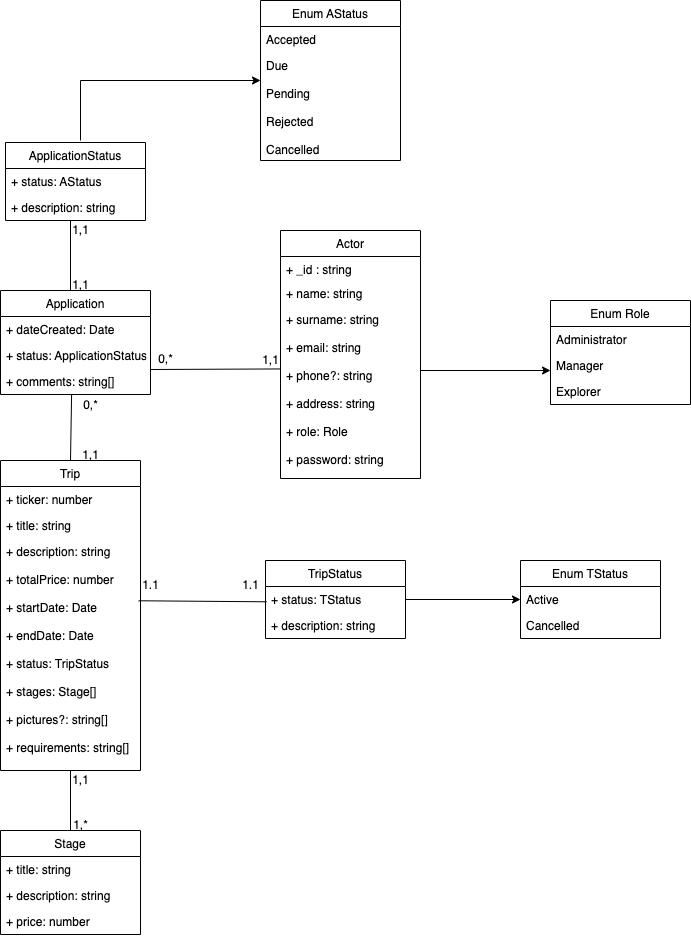 Enum AStatus
Accepted
Due
Pending
Rejected
Cancelled
ApplicationStatus
+ status: AStatus
+ description: string
1,1
1,1
Application
+ dateCreated: Date
+ status: ApplicationStatus
+ comments: string[]
0,*
1,1
Actor
+ _id : string
+ name: string
+ surname: string
+ email: string
+ phone?: string
+ address: string
+ role: Role
+ password: string
Enum Role
Administrator
Manager
Explorer
0,*
1,1
Trip
+ ticker: number
+ title: string
+ description: string
+ totalPrice: number
+ startDate: Date
+ endDate: Date
+ status: TripStatus
+ stages: Stage[]
+ pictures?: string[]
+ requirements: string[]
1.1
1.1
TripStatus
+ status: TStatus
+ description: string
Enum TStatus
Active
Cancelled
1,1
1,*
Stage
+ title: string
+ description: string
+ price: number